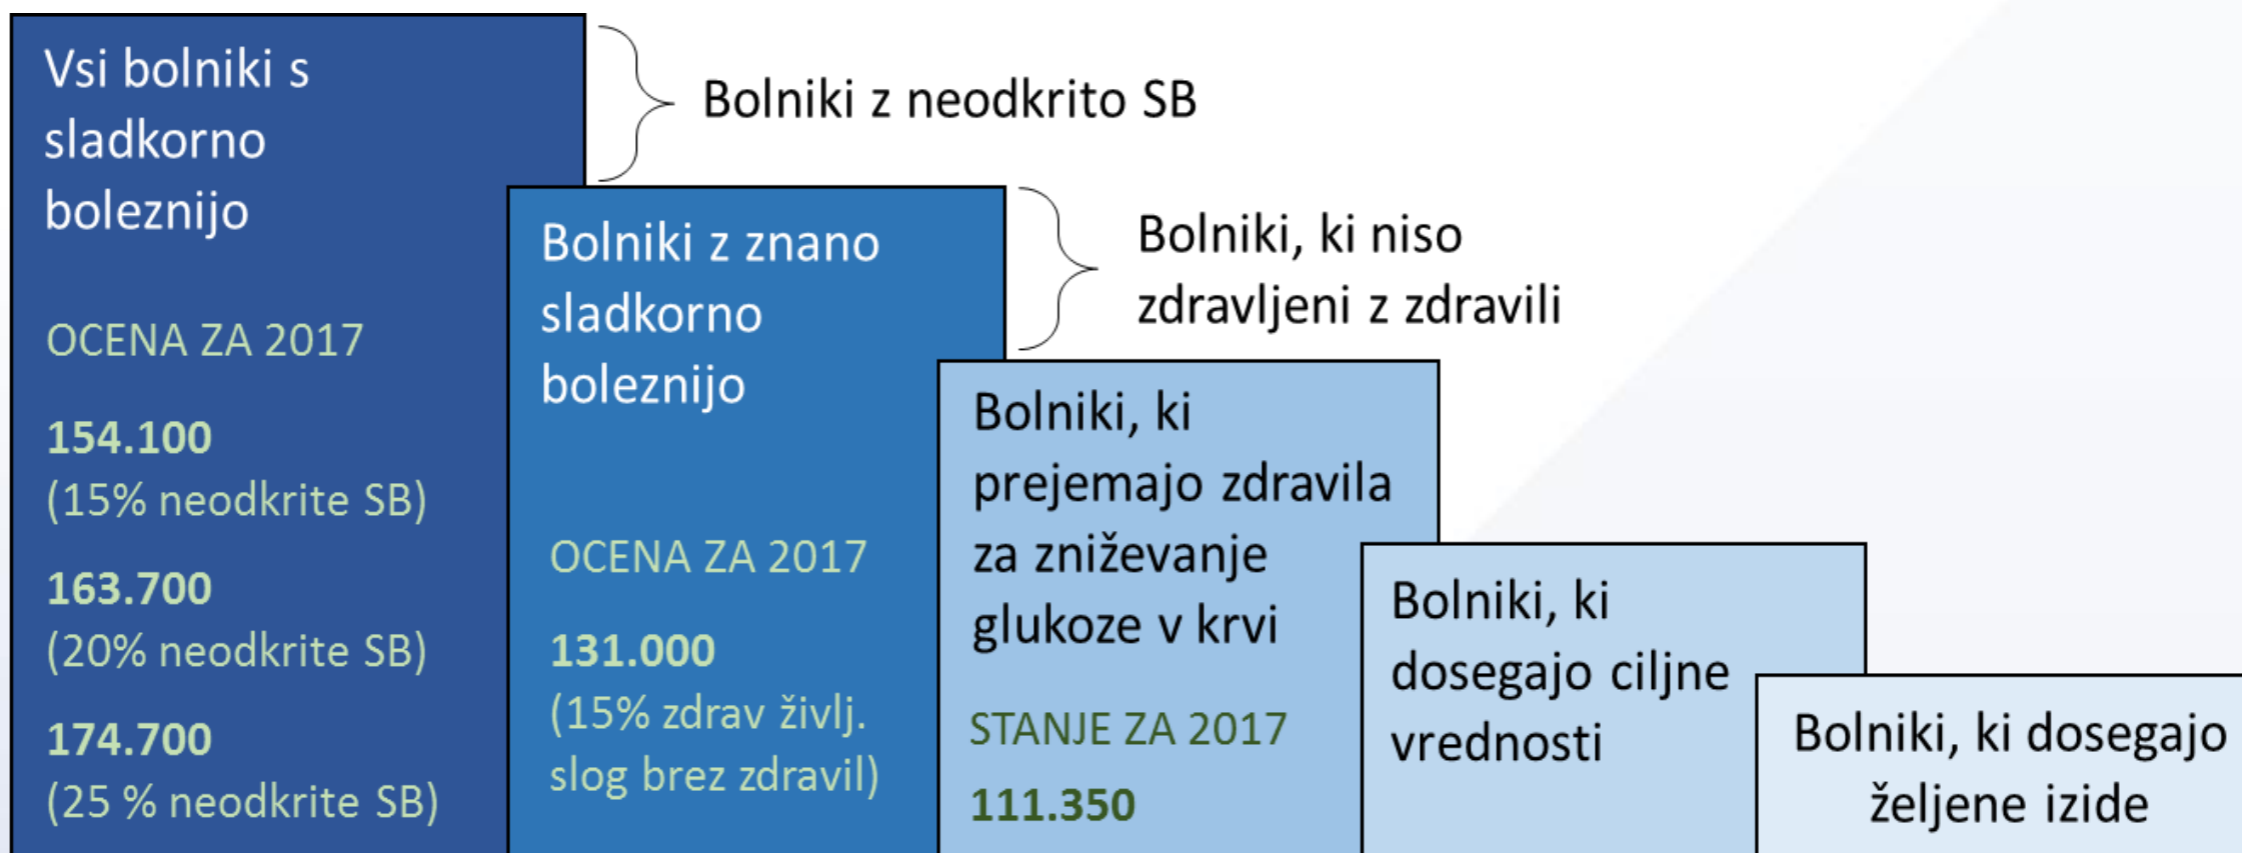 Vsi bolniki s
sladkorno
boleznijo
OCENA ZA 2017
154.100
(15% neodkrite SB)
163.700
(20% neodkrite SB)
174.700
(25 % neodkrite SB)
Bolniki z neodkrito SB
Bolniki z znano
sladkorno
boleznijo
OCENA ZA 2017
131.000
(15% zdrav življ.
slog brez zdravil)
Bolniki, ki niso
zdravljeni z zdravili
Bolniki, ki
prejemajo zdravila
za zniževanje
glukoze v krvi
STANJE ZA 2017
111.350
Bolniki, ki
dosegajo ciljne
vrednosti
Bolniki, ki dosegajo
željene izide